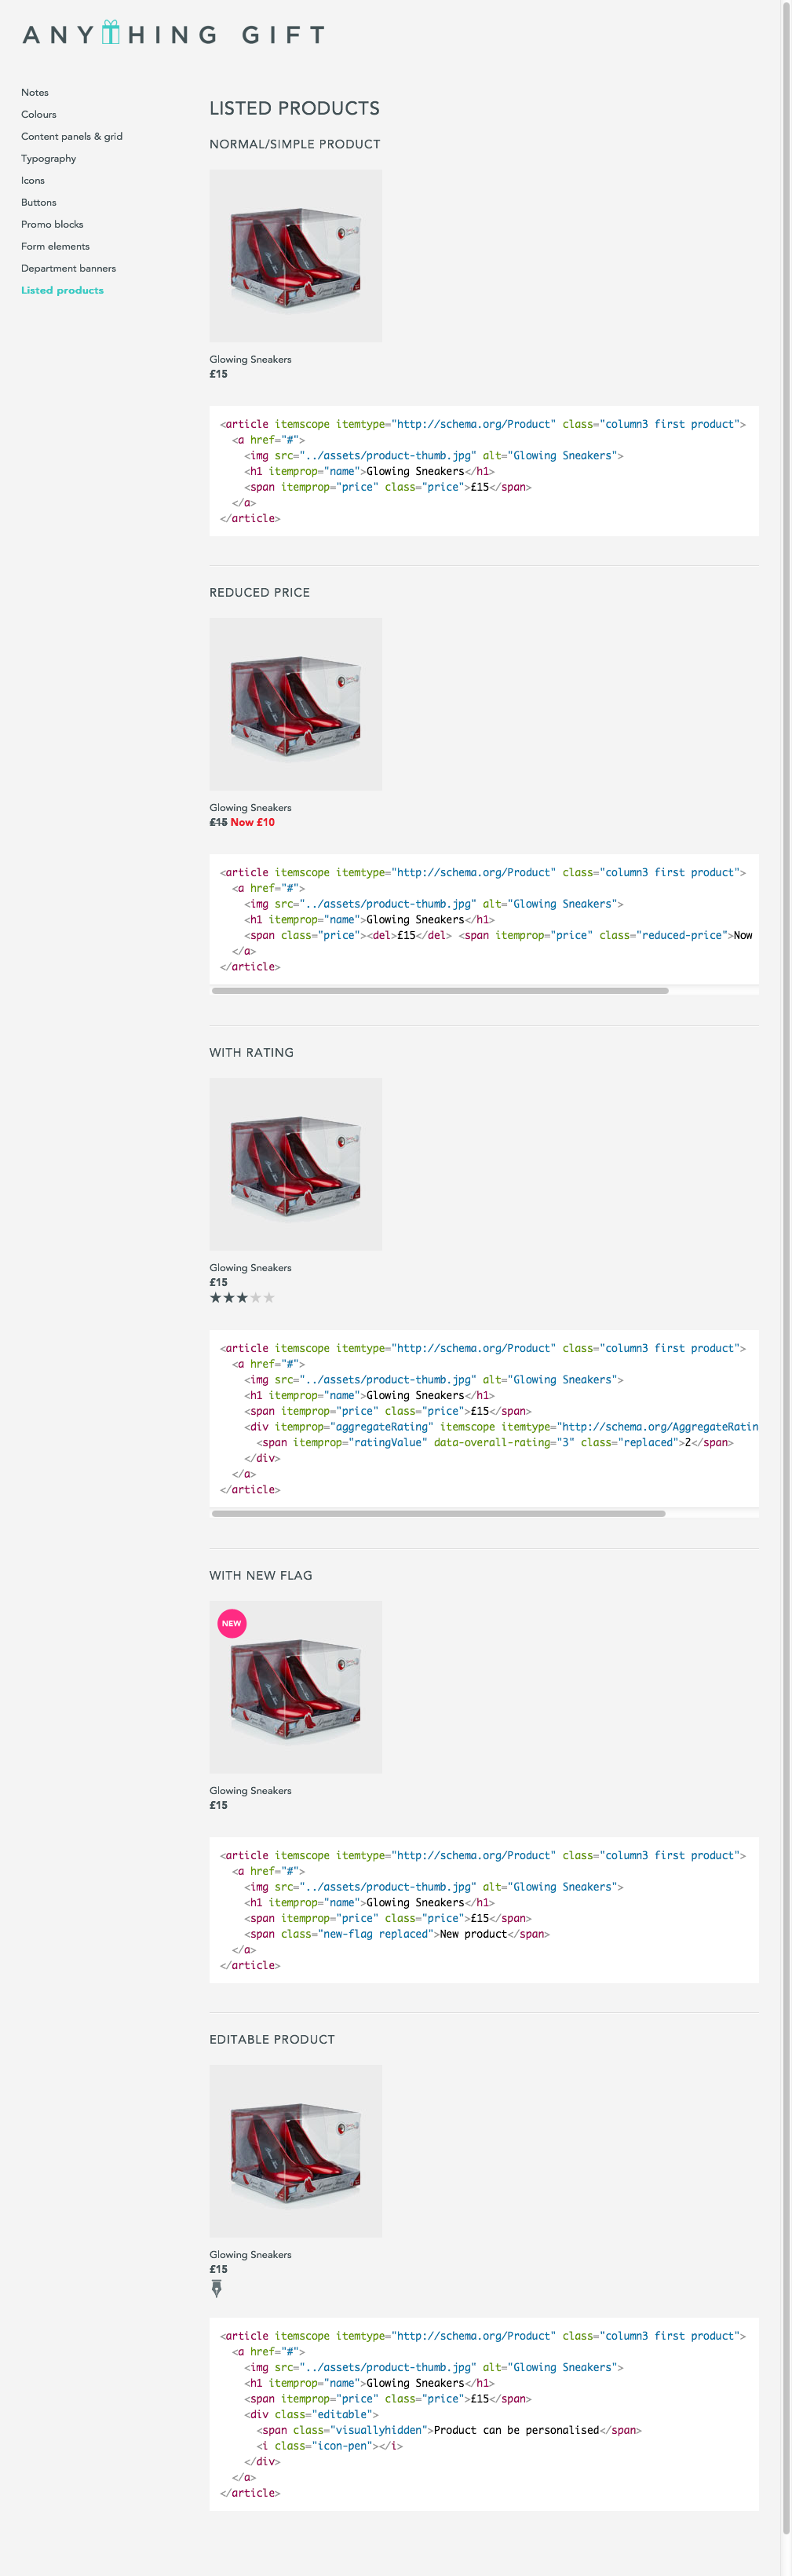 ANYTHING GIFT
Notes
Colours
Content panels & grid
Typography
Icons
Buttons
Promo blocks
Form elements
Department banners
Listed products
LISTED PRODUCTS
NORMAL/SIMPLE PRODUCT
Glowing Sneakers
£15
<article itemscope itemtype="http://schema.org/Product" class="column3 first product">
<a href="#">
<img src="../assets/product-thumb.jpg" alt="Glowing Sneakers">
<h1 itemprop="name">Glowing Sneakers</h1>
<span itemprop="price" class="price">£15</span>
</a>
</article>
REDUCED PRICE
Glowing Sneakers
£15 Now £10
<article itemscope itemtype="http://schema.org/Product" class="column3 first product">
<a href="#">
<img src="../assets/product-thumb.jpg" alt="Glowing Sneakers">
<h1 itemprop="name">Glowing Sneakers</h1>
<span class="price"><del>£15</del> <span itemprop="price" class="reduced-price">Now
</a>
</article>
WITH RATING
Glowing Sneakers
£15
★★★★★
<article itemscope itemtype="http://schema.org/Product" class="column3 first product">
<a href="#">
<img src="../assets/product-thumb.jpg" alt="Glowing Sneakers">
<h1 itemprop="name">Glowing Sneakers</h1>
<span itemprop="price" class="price">£15</span>
<div itemprop="aggregateRating" itemscope itemtype="http://schema.org/AggregateRatin
<span itemprop="ratingValue" data-overall-rating="3" class="replaced">2</span>
</div>
</a>
</article>
WITH NEW FLAG
NEW
Glowing Sneakers
£15
<article itemscope itemtype="http://schema.org/Product" class="column3 first product">
<a href="#">
<img src="../assets/product-thumb.jpg" alt="Glowing Sneakers">
<h1 itemprop="name">Glowing Sneakers</h1>
<span itemprop="price" class="price">£15</span>
<span class="new-flag replaced">New product</span>
</a>
</article>
EDITABLE PRODUCT
Glowing Sneakers
£15
<article itemscope itemtype="http://schema.org/Product" class="column3 first product">
<a href="#">
<img src="../assets/product-thumb.jpg" alt="Glowing Sneakers">
<h1 itemprop="name">Glowing Sneakers</h1>
<span itemprop="price" class="price">£15</span>
<div class="editable">
<span class="visuallyhidden">Product can be personalised</span>
<i class="icon-pen"></i>
</div>
</a>
</article>